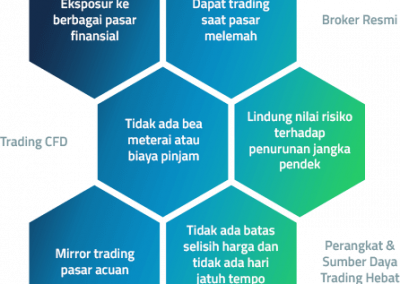 Eksposur ke
berbagai pasar
finansial
Dapat trading
saat pasar
melemah
Broker Resmi
Trading CFD
Tidak ada bea
meterai atau
biaya pinjam
Lindung nilai risiko
terhadap
penurunan jangka
pendek
Mirror trading
pasar acuan
Tidak ada batas
selisih harga dan
tidak ada hari
jatuh tempo
Perangkat &
Sumber Daya
Trading Hebat